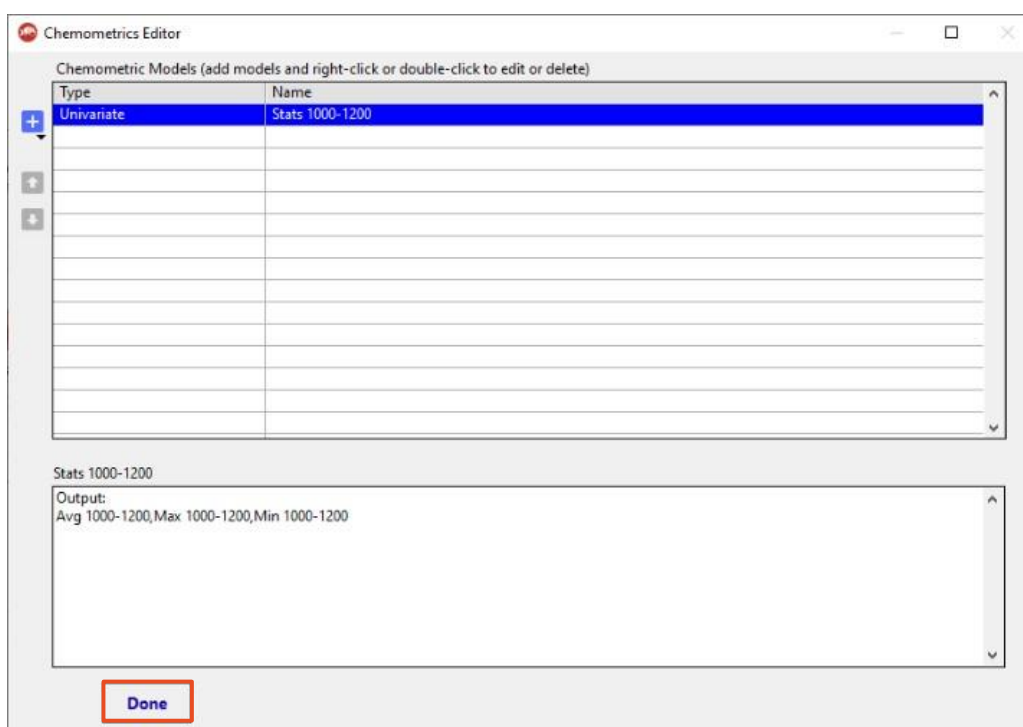 Chemometrics Editor
Chemometric Models (add models and right-click or double-click to edit or delete)
Type Name
Univariate Stats 1000-1200
Stats 1000-1200
Output:
Avg 1000-1200,Max 1000-1200,Min 1000-1200
Done